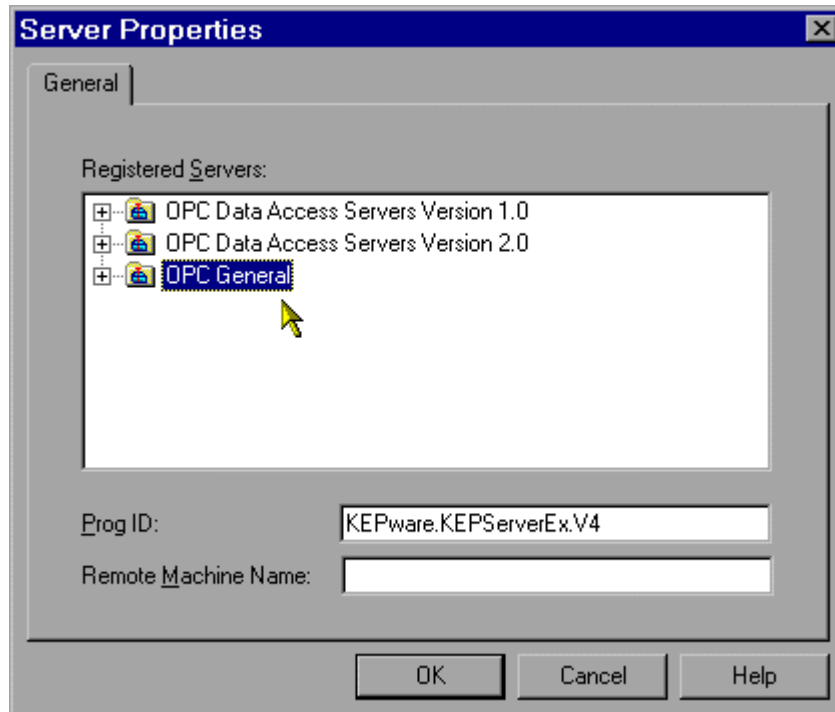 Server Properties
General
Registered Servers:
OPC Data Access Servers Version 1.0
OPC Data Access Servers Version 2.0
OPC General
Prog ID: KEPware.KEPServerEx.V4
Remote Machine Name:
OK Cancel Help